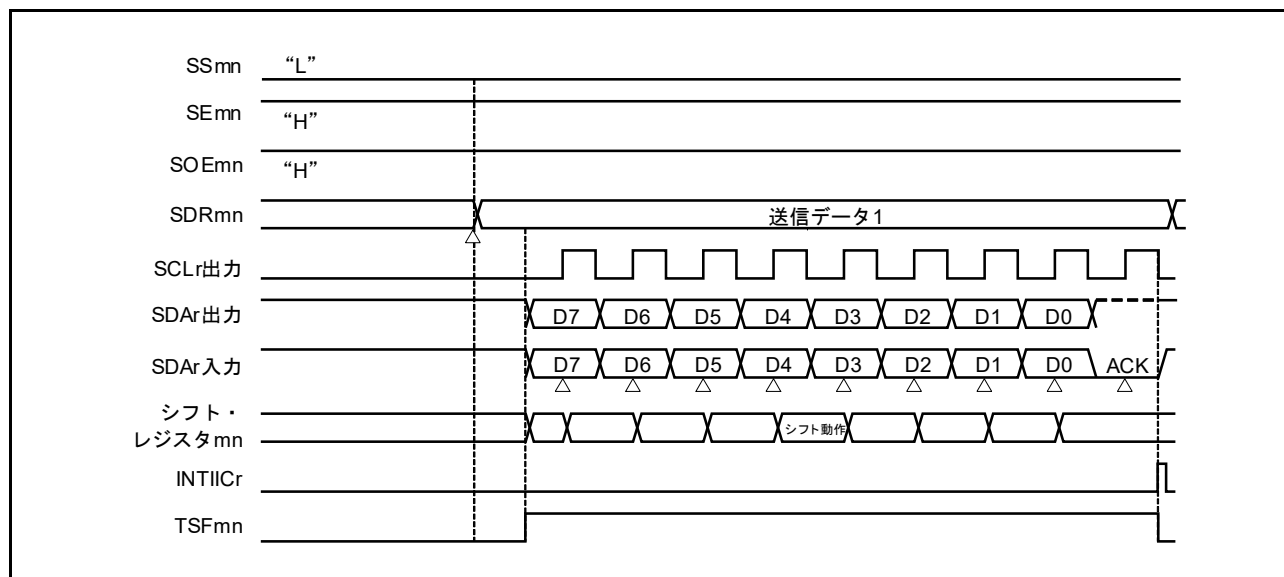 SSmn “L”
SEmn “H”
SOEmn “H”
SDRmn 送信データ1
SCLr出力
SDAr出力 D7 D6 D5 D4 D3 D2 D1 D0
SDAr入力 D7 D6 D5 D4 D3 D2 D1 D0 ACK
シフト・
レジスタmn シフト動作
INTIICr
TSFmn